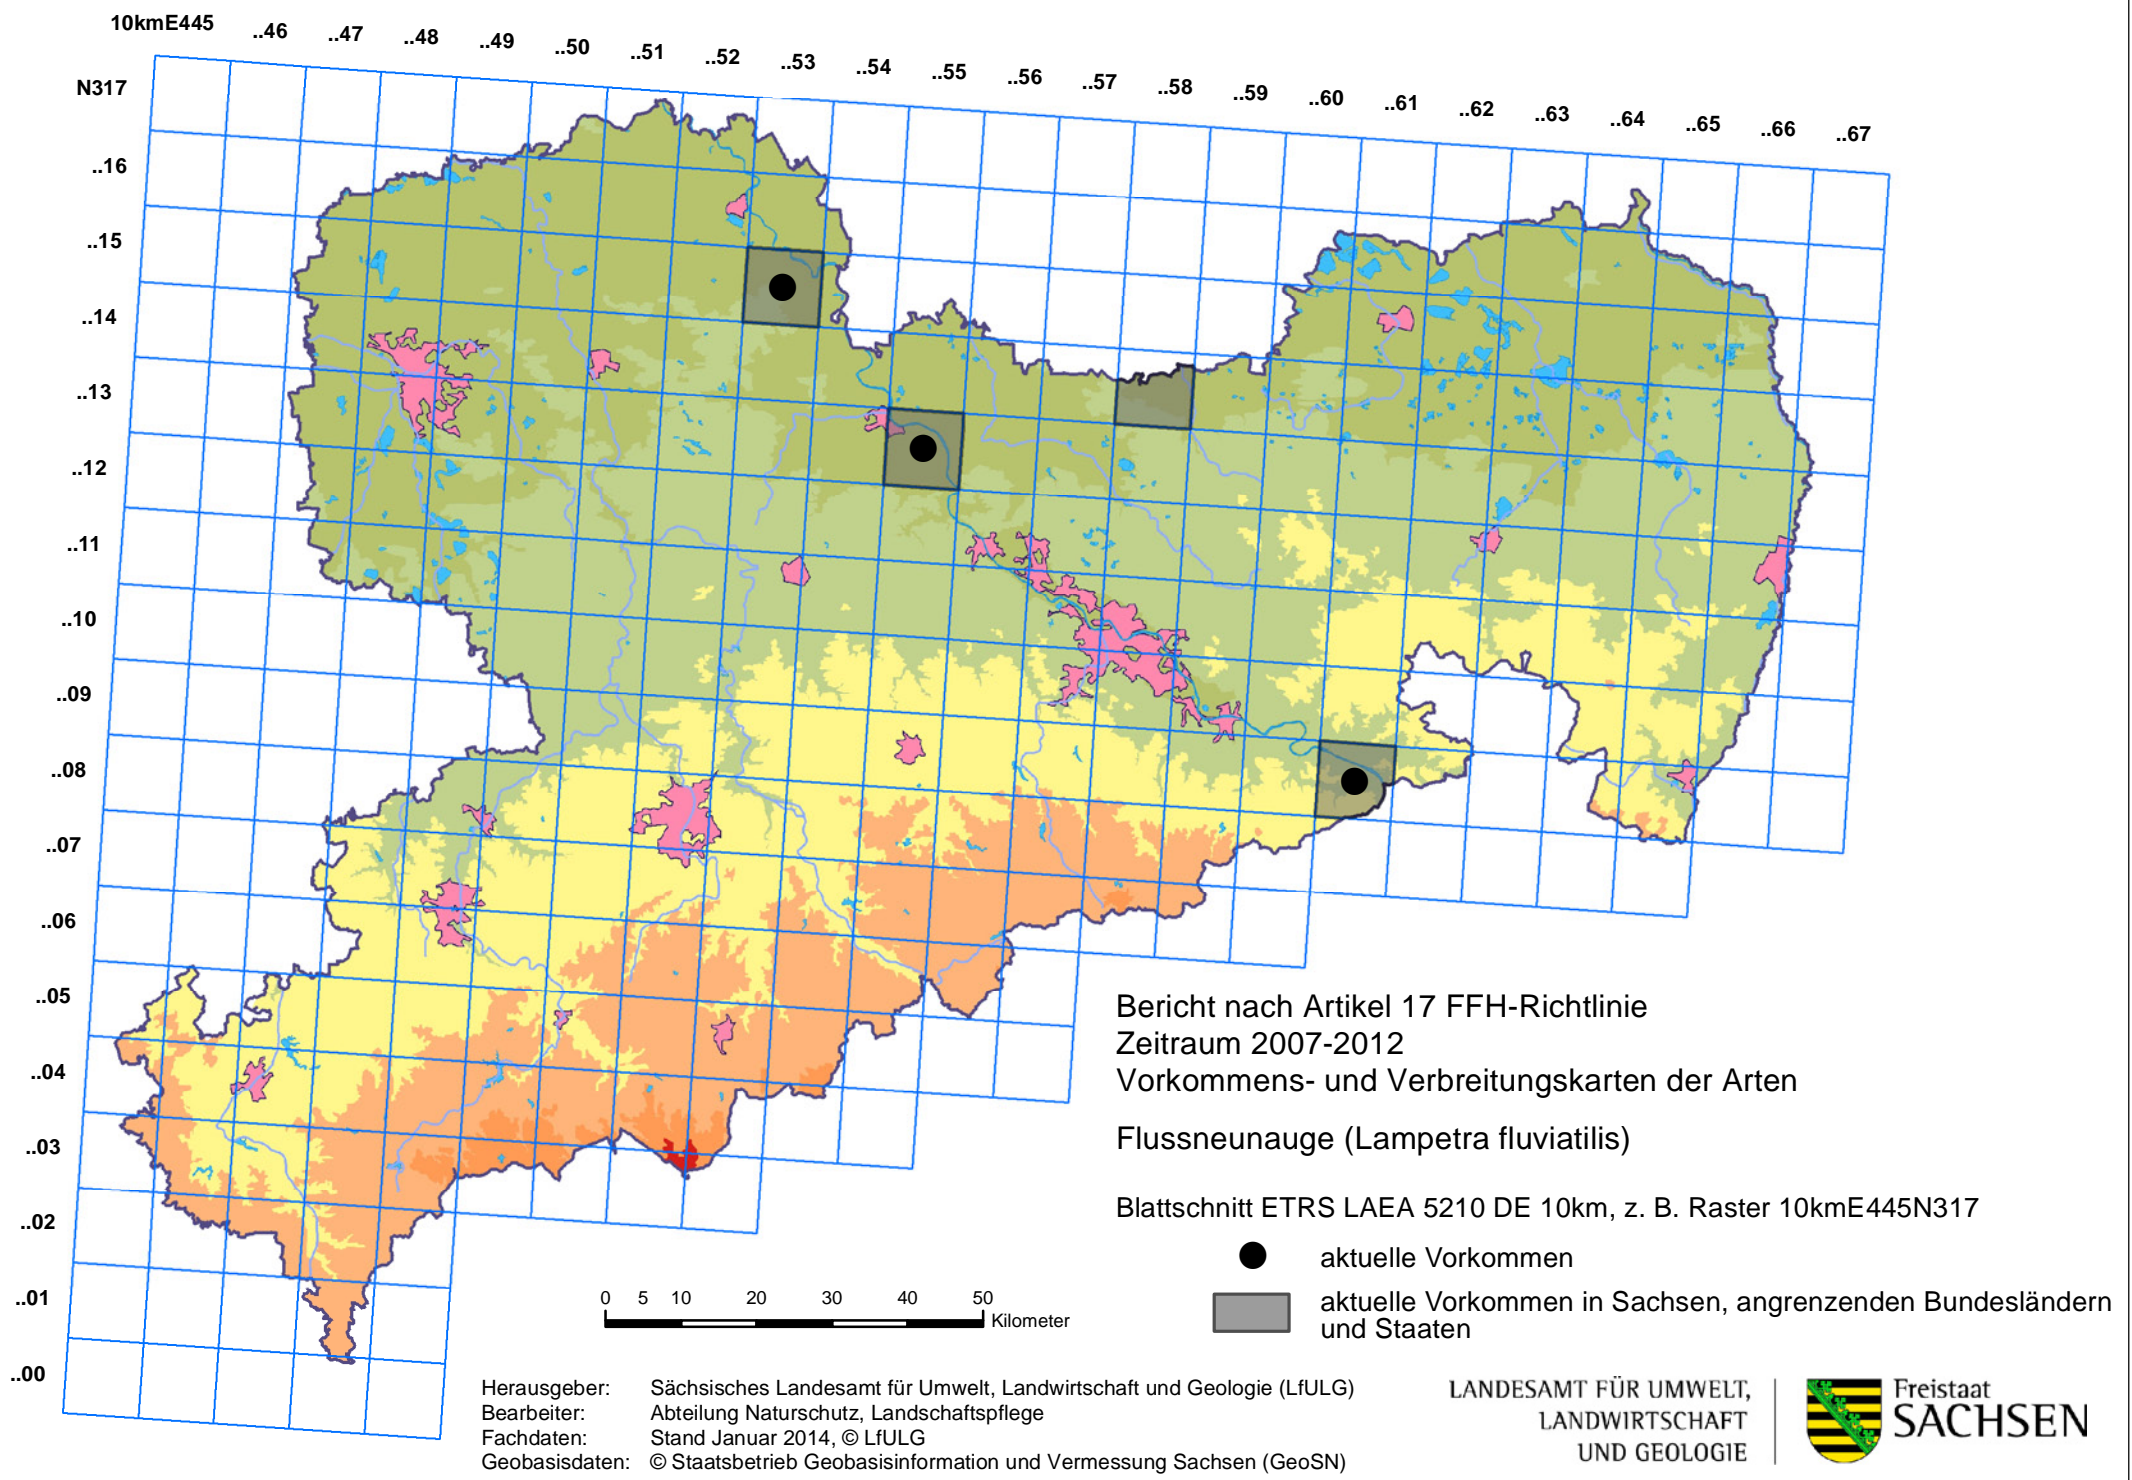 10kmE445 ..46 ..47 ..48 ..49 ..50 ..51 ..52 ..53 ..54 ..55 ..56 ..57 ..58 ..59 ..60 ..61 ..62 ..63 ..64 ..65 ..66 ..67
N317
..16
..15
..14
..13
..12
..11
..10
..09
..08
..07
..06
..05
..04
..03
..02
..01
..00
Bericht nach Artikel 17 FFH-Richtlinie
Zeitraum 2007-2012
Vorkommens- und Verbreitungskarten der Arten
Flussneunauge (Lampetra fluviatilis)
Blattschnitt ETRS LAEA 5210 DE 10km, z. B. Raster 10kmE445N317
aktuelle Vorkommen
aktuelle Vorkommen in Sachsen, angrenzenden Bundesländern
und Staaten
0 5 10 20 30 40 50
Kilometer
Herausgeber: Sächsisches Landesamt für Umwelt, Landwirtschaft und Geologie (LfULG)
Bearbeiter: Abteilung Naturschutz, Landschaftspflege
Fachdaten: Stand Januar 2014, © LfULG
Geobasisdaten: © Staatsbetrieb Geobasisinformation und Vermessung Sachsen (GeoSN)
LANDESAMT FÜR UMWELT,
LANDWIRTSCHAFT
UND GEOLOGIE
Freistaat
SACHSEN